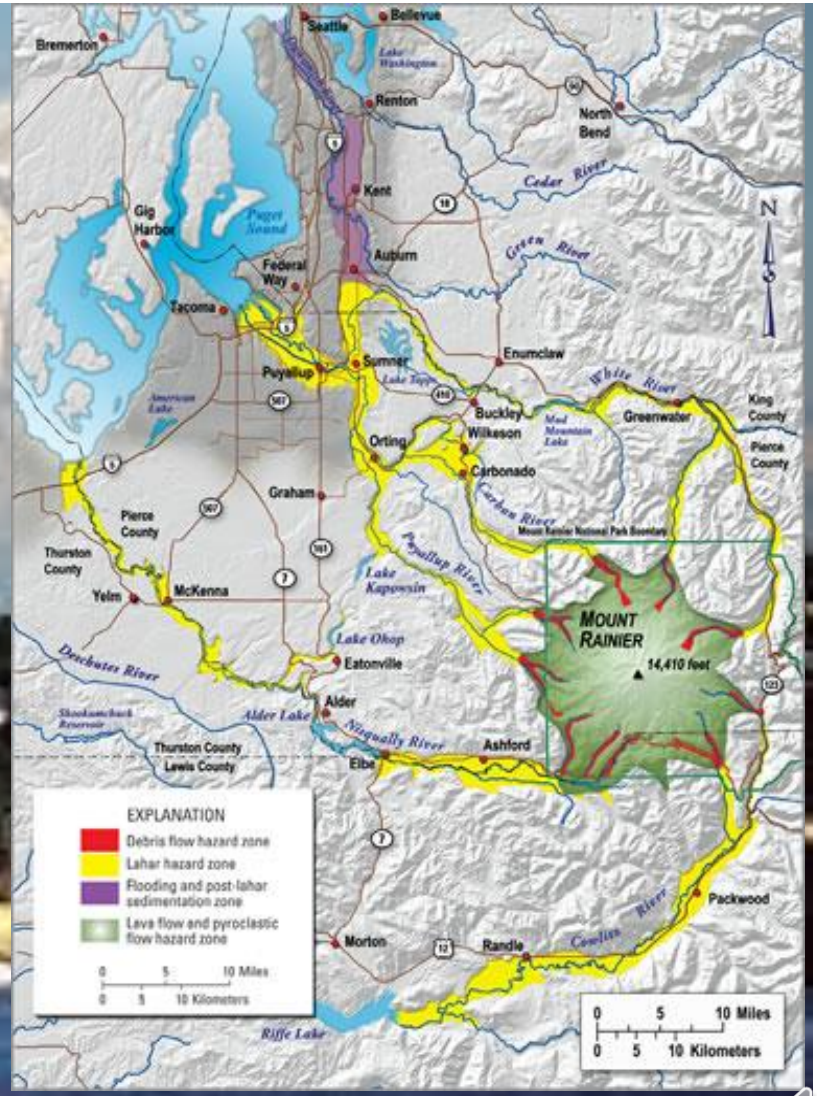 Seattle
Bellevue
Bremerton
Lake
Washington
Renton
90
North
Bend
5
Kent
Cedar River
18
N
Gig
Harbor
Puget
Sound
Green River
Auburn
Federal
Way
Tacoma
5
Enumclaw
Sumner
Puyallup
Lake Tapps
White River
410
Greenwater
King
County
American
Lake
507
Buckley
Mud
Mountain
Lake
Pierce
County
Wilkeson
Orting
Carbonado
5
Carbon River
Graham
Pierce
County
507
Mount Rainier National Park Boundary
161
Puyallup River
Thurston
County
7
Lake
Kapowsin
Yelm
McKenna
MOUNT
RAINIER
14,410 feet
Lake Ohop
Eatonville
Deschutes River
123
Alder
Alder Lake
Skookumchuck
Reservoir
Nisqually River
Ashford
Thurston County
Lewis County
Elbe
EXPLANATION
Debris flow hazard zone
Lahar hazard zone
Flooding and post-lahar
sedimentation zone
Lava flow and pyroclastic
flow hazard zone
0 10 Miles
0 5 10 Kilometers
7
Packwood
Cowlitz River
Morton
12
Randle
Riffe Lake
0 5 10 Miles
0 5 10 Kilometers